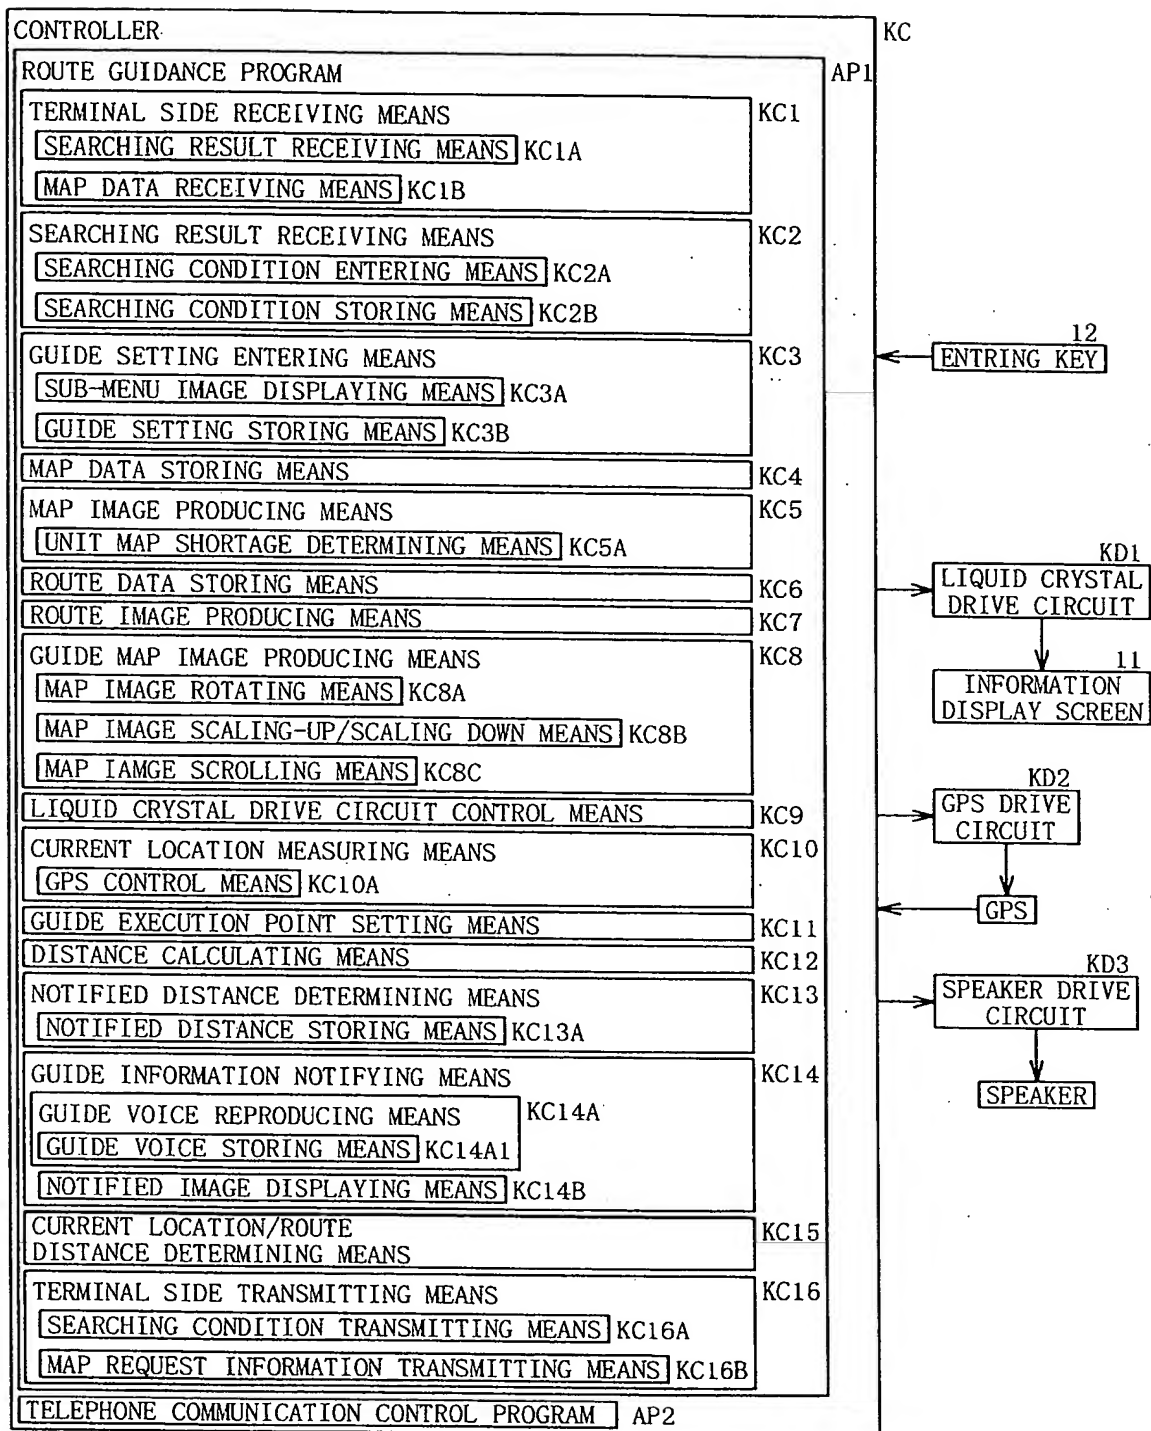 CONTROLLER
KC
ROUTE GUIDANCE PROGRAM
AP1
TERMINAL SIDE RECEIVING MEANS
KC1
SEARCHING RESULT RECEIVING MEANS KC1A
MAP DATA RECEIVING MEANS KC1B
SEARCHING RESULT RECEIVING MEANS
KC2
SEARCHING CONDITION ENTERING MEANS KC2A
SEARCHING CONDITION STORING MEANS KC2B
GUIDE SETTING ENTERING MEANS
KC3
SUB-MENU IMAGE DISPLAYING MEANS KC3A
GUIDE SETTING STORING MEANS KC3B
MAP DATA STORING MEANS
KC4
MAP IMAGE PRODUCING MEANS
KC5
UNIT MAP SHORTAGE DETERMINING MEANS KC5A
ROUTE DATA STORING MEANS
KC6
ROUTE IMAGE PRODUCING MEANS
KC7
GUIDE MAP IMAGE PRODUCING MEANS
KC8
MAP IMAGE ROTATING MEANS KC8A
MAP IMAGE SCALING-UP/SCALING DOWN MEANS KC8B
MAP IAMGE SCROLLING MEANS KC8C
LIQUID CRYSTAL DRIVE CIRCUIT CONTROL MEANS
KC9
CURRENT LOCATION MEASURING MEANS
KC10
GPS CONTROL MEANS KC10A
GUIDE EXECUTION POINT SETTING MEANS
KC11
DISTANCE CALCULATING MEANS
KC12
NOTIFIED DISTANCE DETERMINING MEANS
KC13
NOTIFIED DISTANCE STORING MEANS KC13A
GUIDE INFORMATION NOTIFYING MEANS
KC14
GUIDE VOICE REPRODUCING MEANS
KC14A
GUIDE VOICE STORING MEANS KC14A1
NOTIFIED IMAGE DISPLAYING MEANS KC14B
CURRENT LOCATION/ROUTE
DISTANCE DETERMINING MEANS
KC15
TERMINAL SIDE TRANSMITTING MEANS
KC16
SEARCHING CONDITION TRANSMITTING MEANS KC16A
MAP REQUEST INFORMATION TRANSMITTING MEANS KC16B
TELEPHONE COMMUNICATION CONTROL PROGRAM AP2
12
ENTRING KEY
KD1
LIQUID CRYSTAL
DRIVE CIRCUIT
11
INFORMATION
DISPLAY SCREEN
KD2
GPS DRIVE
CIRCUIT
GPS
KD3
SPEAKER DRIVE
CIRCUIT
SPEAKER